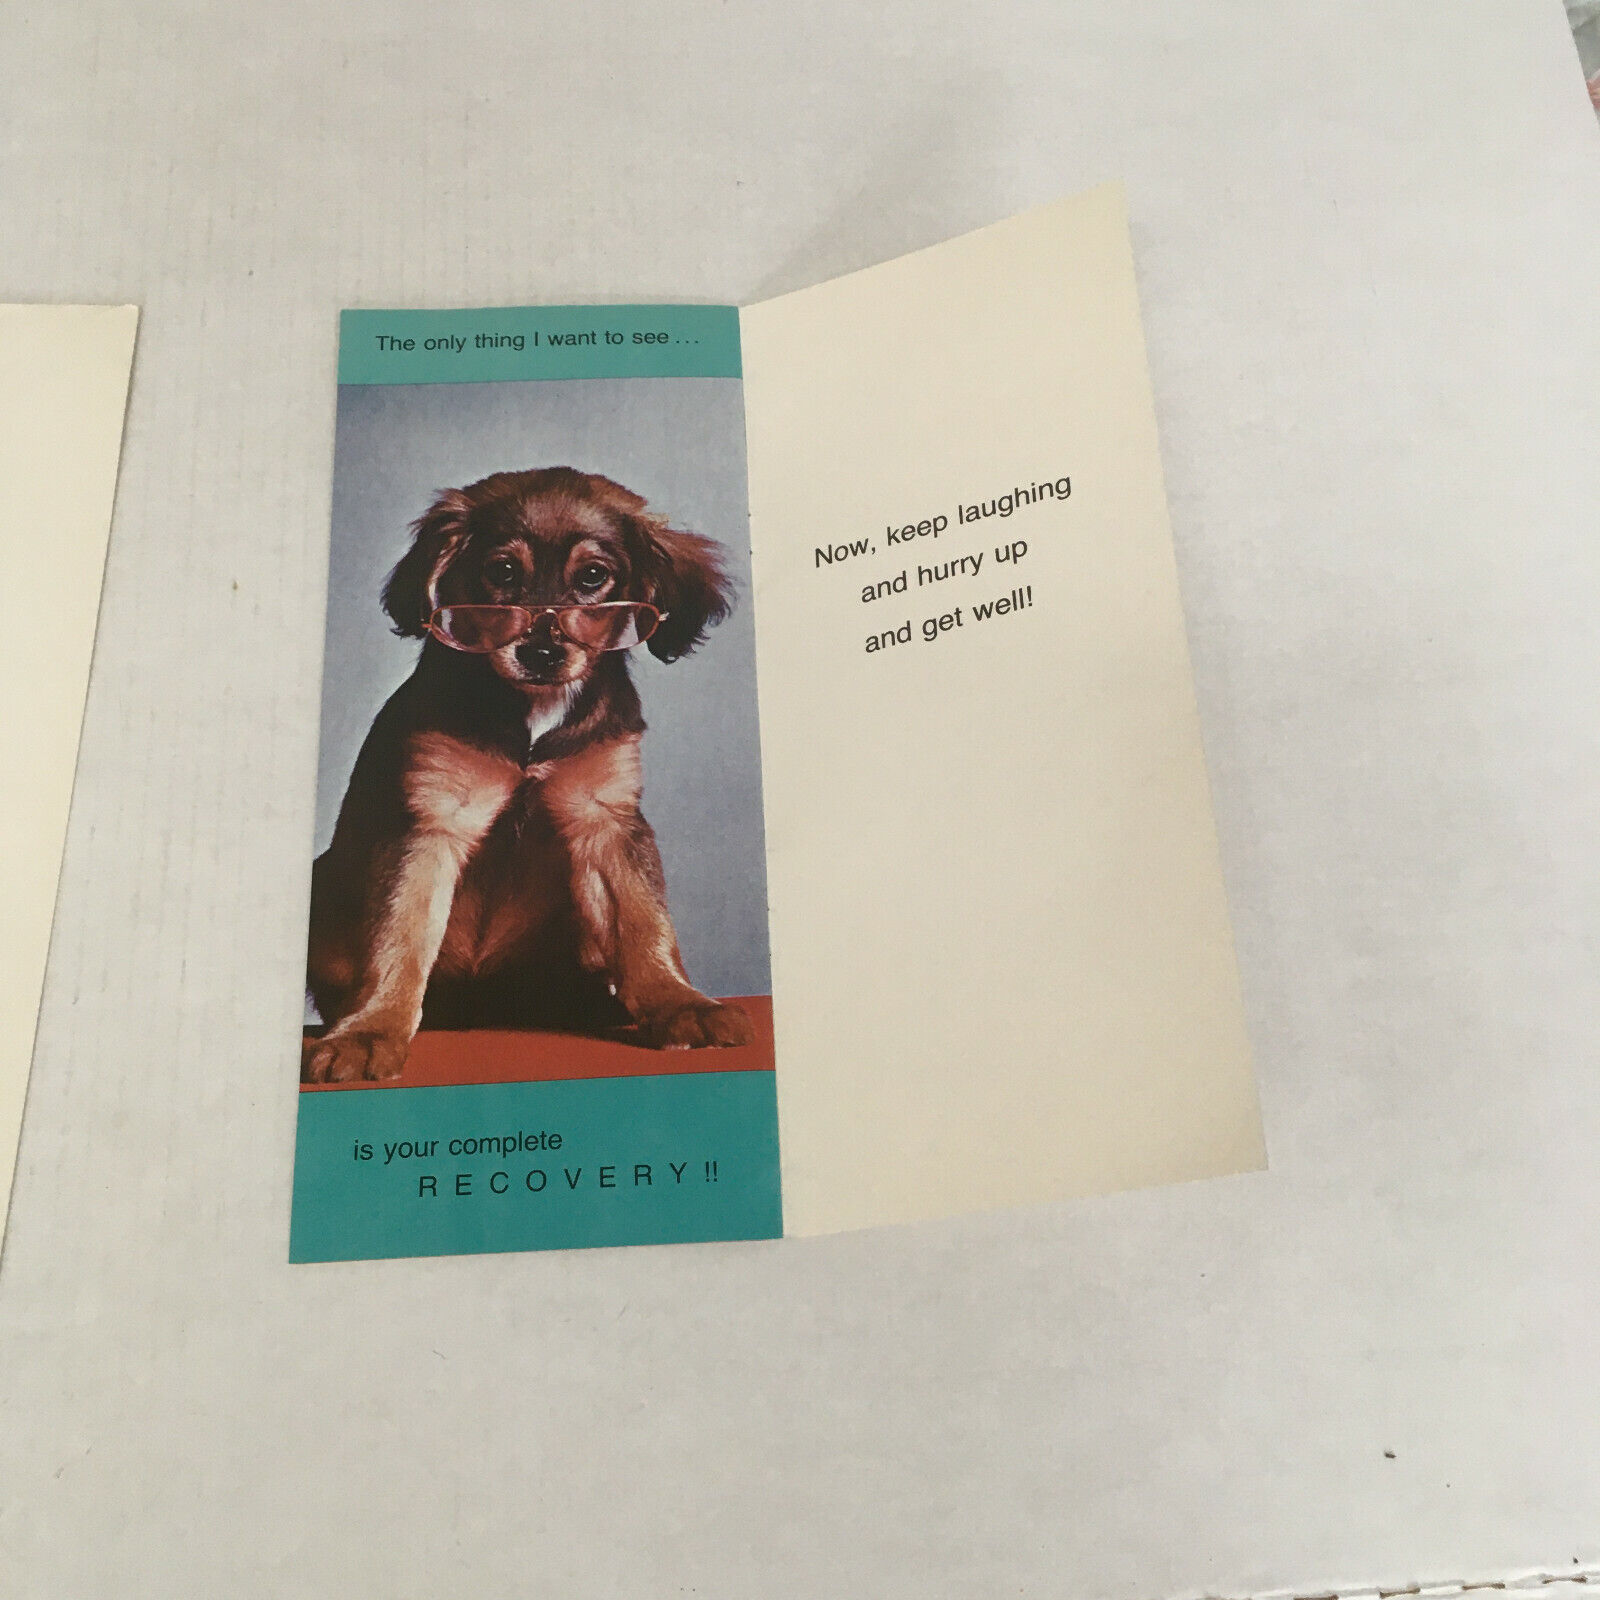 The only thing I want to see...
is your complete
RECOVERY!!
Now, keep laughing
and hurry up
and get well!